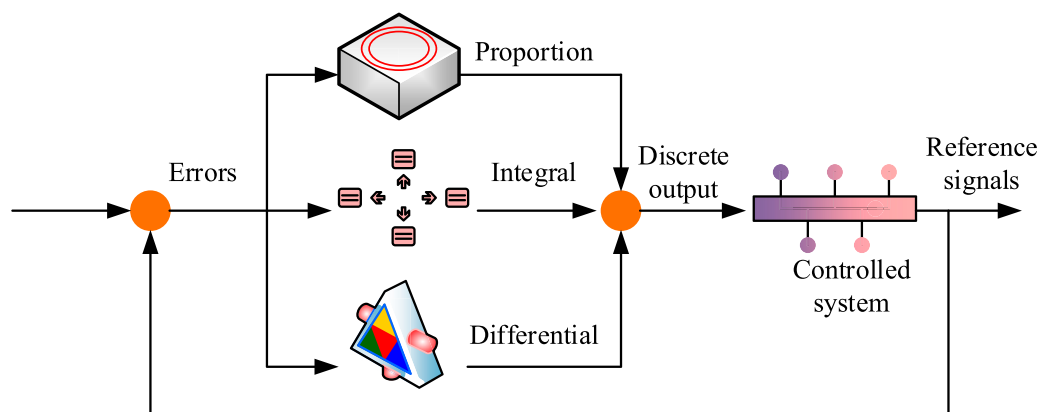 Proportion
Errors
Integral
Discrete
output
Reference
signals
Controlled
system
Differential